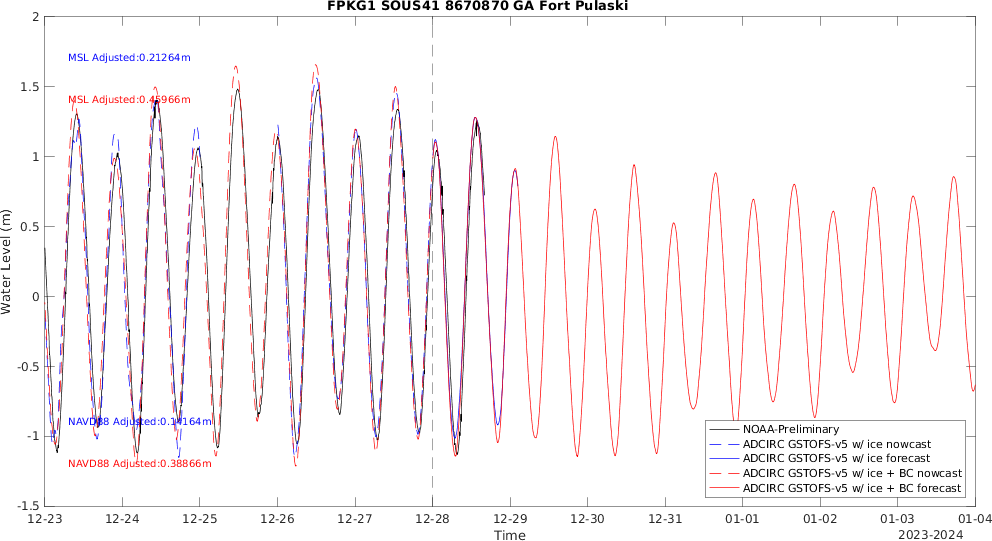 FPKG1 SOUS41 8670870 GA Fort Pulaski
2
1.5
1
0.5
0
-0.5
-1
-1.5
Water Level (m)
MSL Adjusted:0.21264m
MSL Adjusted:0.45966m
NAVD88 Adjusted:0.14164m
NAVD88 Adjusted:0.38866m
NOAA-Preliminary
ADCIRC GSTOFS-v5 w/ ice nowcast
ADCIRC GSTOFS-v5 w/ ice forecast
ADCIRC GSTOFS-v5 w/ ice + BC nowcast
ADCIRC GSTOFS-v5 w/ ice + BC forecast
12-23 12-24 12-25 12-26 12-27 12-28 12-29 12-30 12-31 01-01 01-02 01-03 01-04
Time
2023-2024